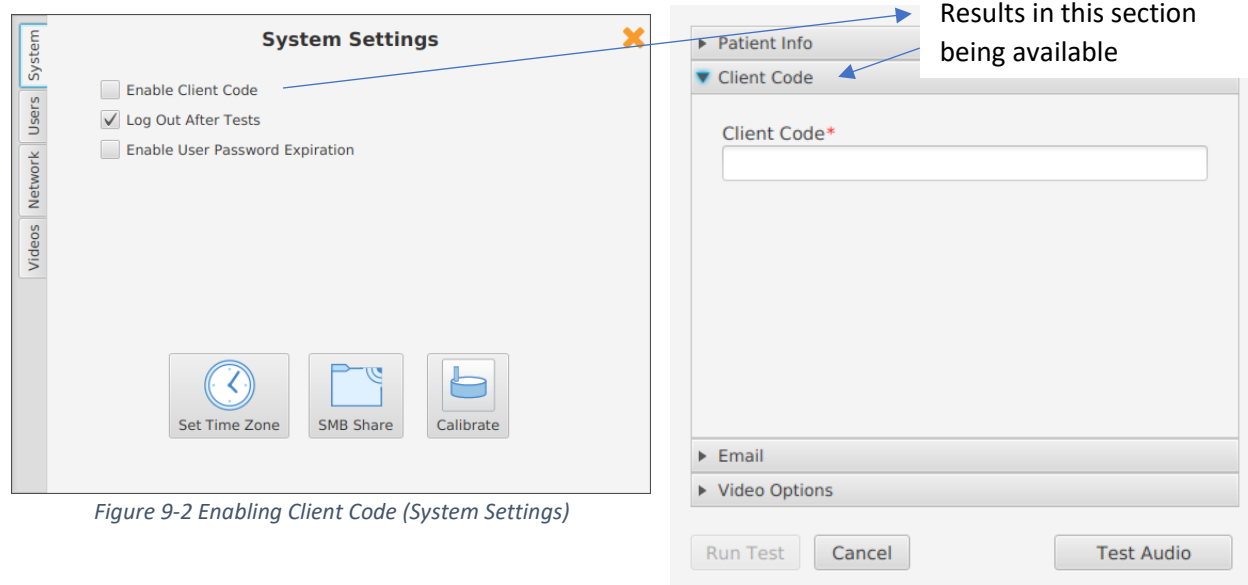 System
Users
Network
Videos
System Settings
Enable Client Code
Log Out After Tests
Enable User Password Expiration
Set Time Zone
SMB Share
Calibrate
Figure 9-2 Enabling Client Code (System Settings)
Results in this section
being available
Patient Info
Client Code
Client Code*
Email
Video Options
Run Test
Cancel
Test Audio